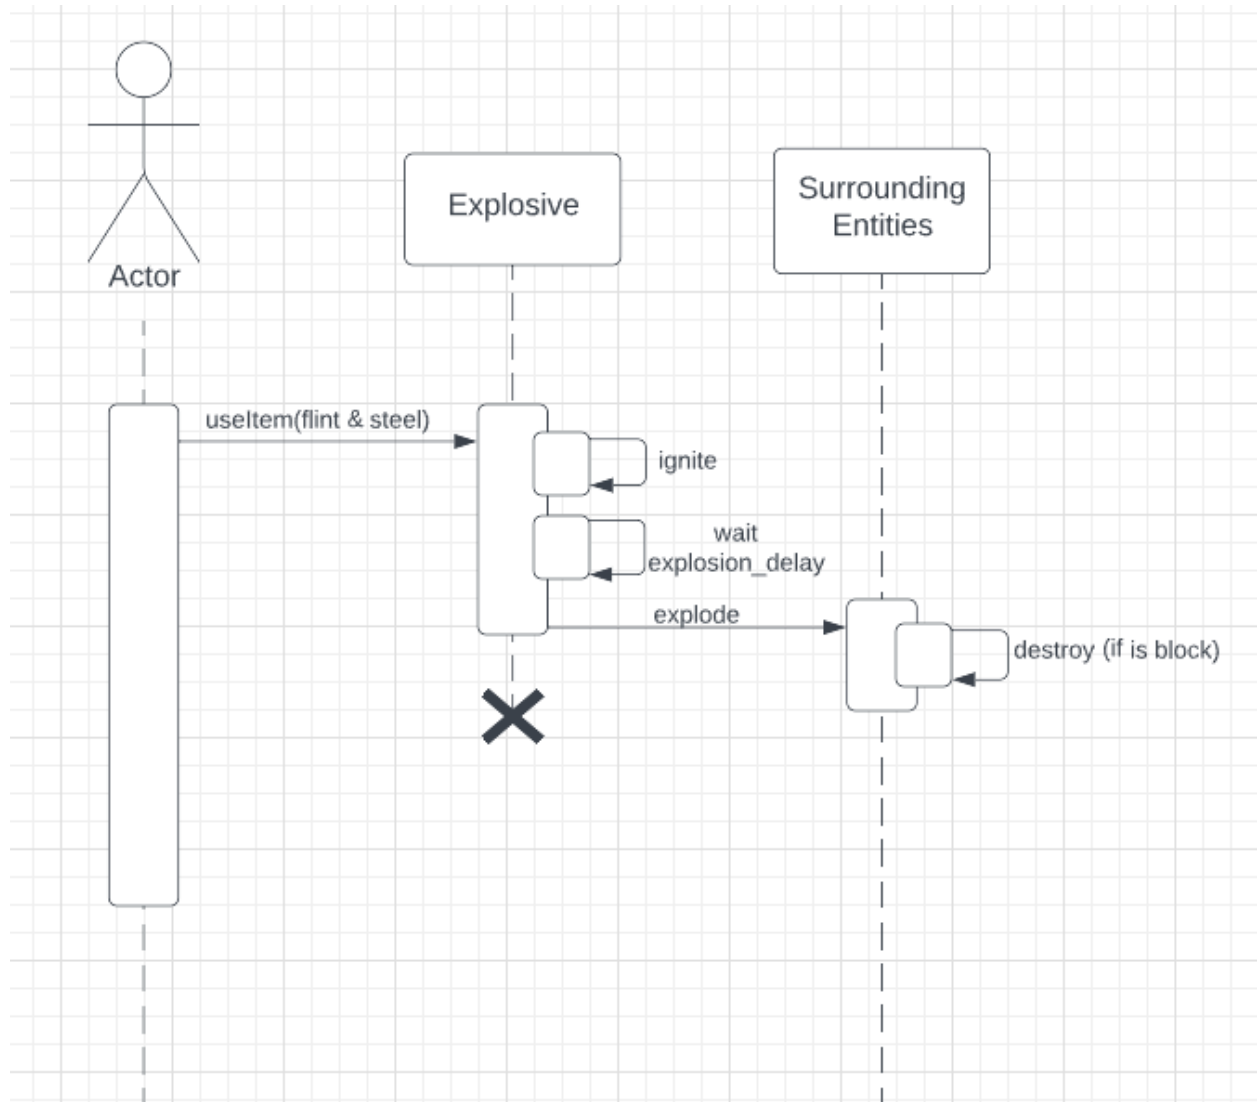 Explosive
Surrounding
Entities
Actor
useItem(flint & steel)
ignite
wait
explosion_delay
explode
destroy (if is block)